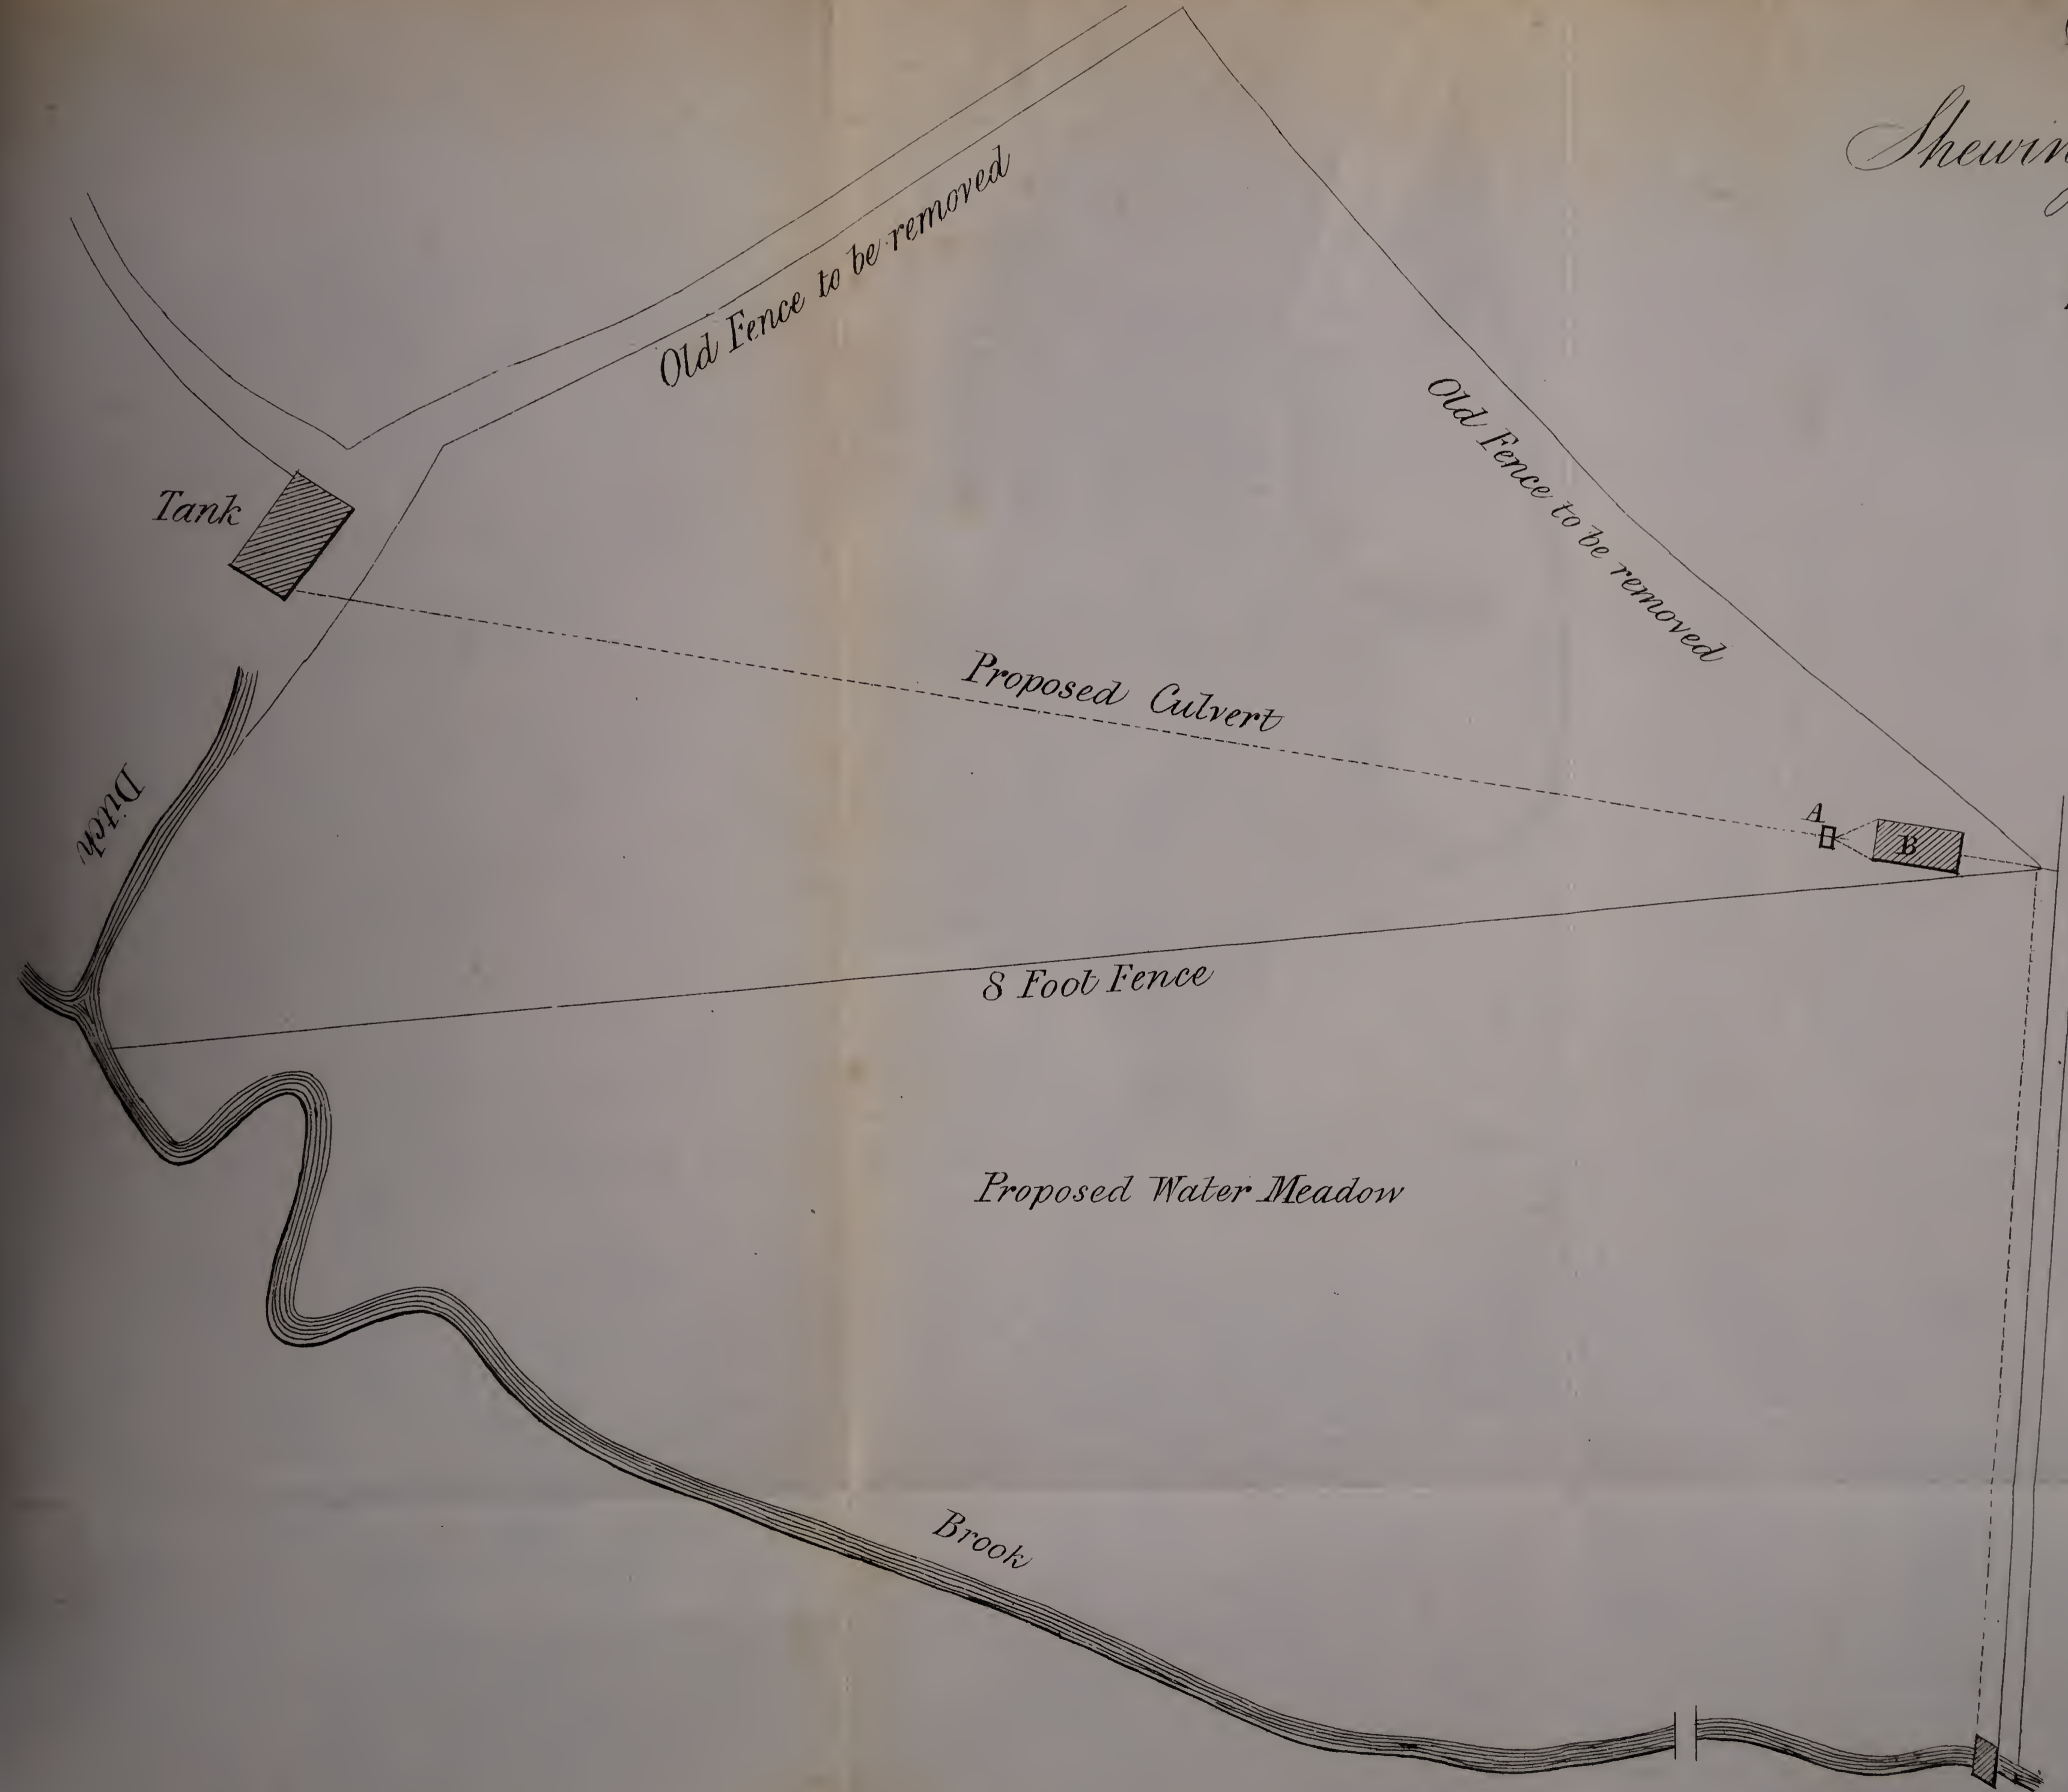 Old Fence to be removed
Old Fence to be removed
Tank
Proposed Culvert
Ditch
A
B
8 Foot Fence
Proposed Water Meadow
Brook